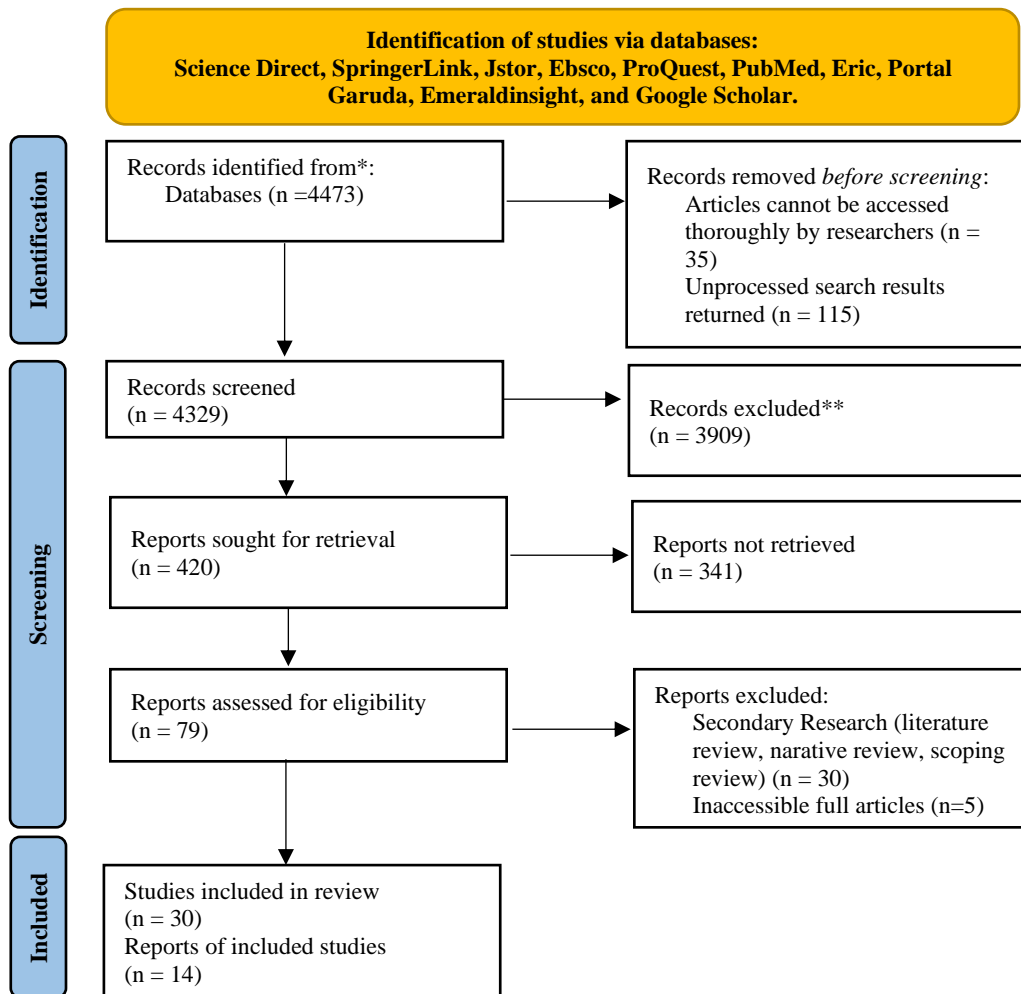 Identification of studies via databases:
Science Direct, SpringerLink, Jstor, Ebsco, ProQuest, PubMed, Eric, Portal
Garuda, Emeraldinsight, and Google Scholar.
Identification
Records identified from*:
Databases (n =4473)
Records removed before screening:
Articles cannot be accessed
thoroughly by researchers (n =
35)
Unprocessed search results
returned (n = 115)
Screening
Records screened
(n = 4329)
Records excluded**
(n = 3909)
Reports sought for retrieval
(n = 420)
Reports not retrieved
(n = 341)
Reports assessed for eligibility
(n = 79)
Reports excluded:
Secondary Research (literature
review, narative review, scoping
review) (n = 30)
Inaccessible full articles (n=5)
Included
Studies included in review
(n = 30)
Reports of included studies
(n = 14)